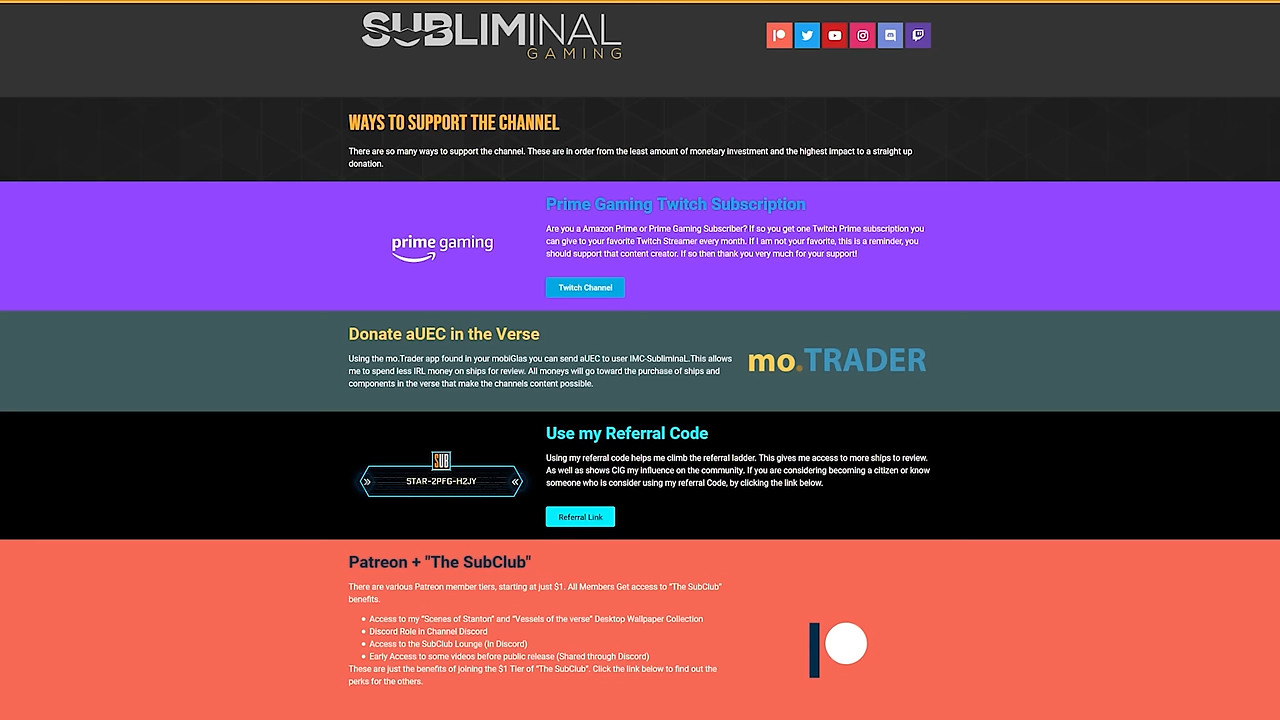 SUBLIMINAL
GAMING
WAYS TO SUPPORT THE CHANNEL
There are so many ways to support the channel. These are in order from the least amount of monetary investment and the highest impact to a straight up
donation.
Prime Gaming Twitch Subscription
Are you a Amazon Prime or Prime Gaming Subscriber? If so you get one Twitch Prime subscription you
can give to your favorite Twitch Streamer every month. If I am not your favorite, this is a reminder, you
should support that content creator. If so then thank you very much for your support!
prime gaming
Twitch Channel
Donate aUEC in the Verse
Using the mo.Trader app found in your mobiGlas you can send aUEC to user IMC-SubliminaL.This allows
me to spend less IRL money on ships for review. All moneys will go toward the purchase of ships and
components in the verse that make the channels content possible.
mo.TRADER
Use my Referral Code
Using my referral code helps me climb the referral ladder. This gives me access to more ships to review.
As well as shows CIG my influence on the community. If you are considering becoming a citizen or know
someone who is consider using my referral Code, by clicking the link below.
SUB
STAR-2PFG-H2JY
Referral Link
Patreon + "The SubClub"
There are various Patreon member tiers, starting at just $1. All Members Get access to "The SubClub"
benefits.
• Access to my "Scenes of Stanton" and "Vessels of the verse" Desktop Wallpaper Collection
• Discord Role in Channel Discord
• Access to the SubClub Lounge (In Discord)
• Early Access to some videos before public release (Shared through Discord)
These are just the benefits of joining the $1 Tier of "The SubClub". Click the link below to find out the
perks for the others.